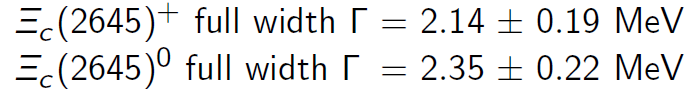 Ξc(2645)⁺ full width Γ = 2.14 ± 0.19 MeV
Ξc(2645)⁰ full width Γ = 2.35 ± 0.22 MeV